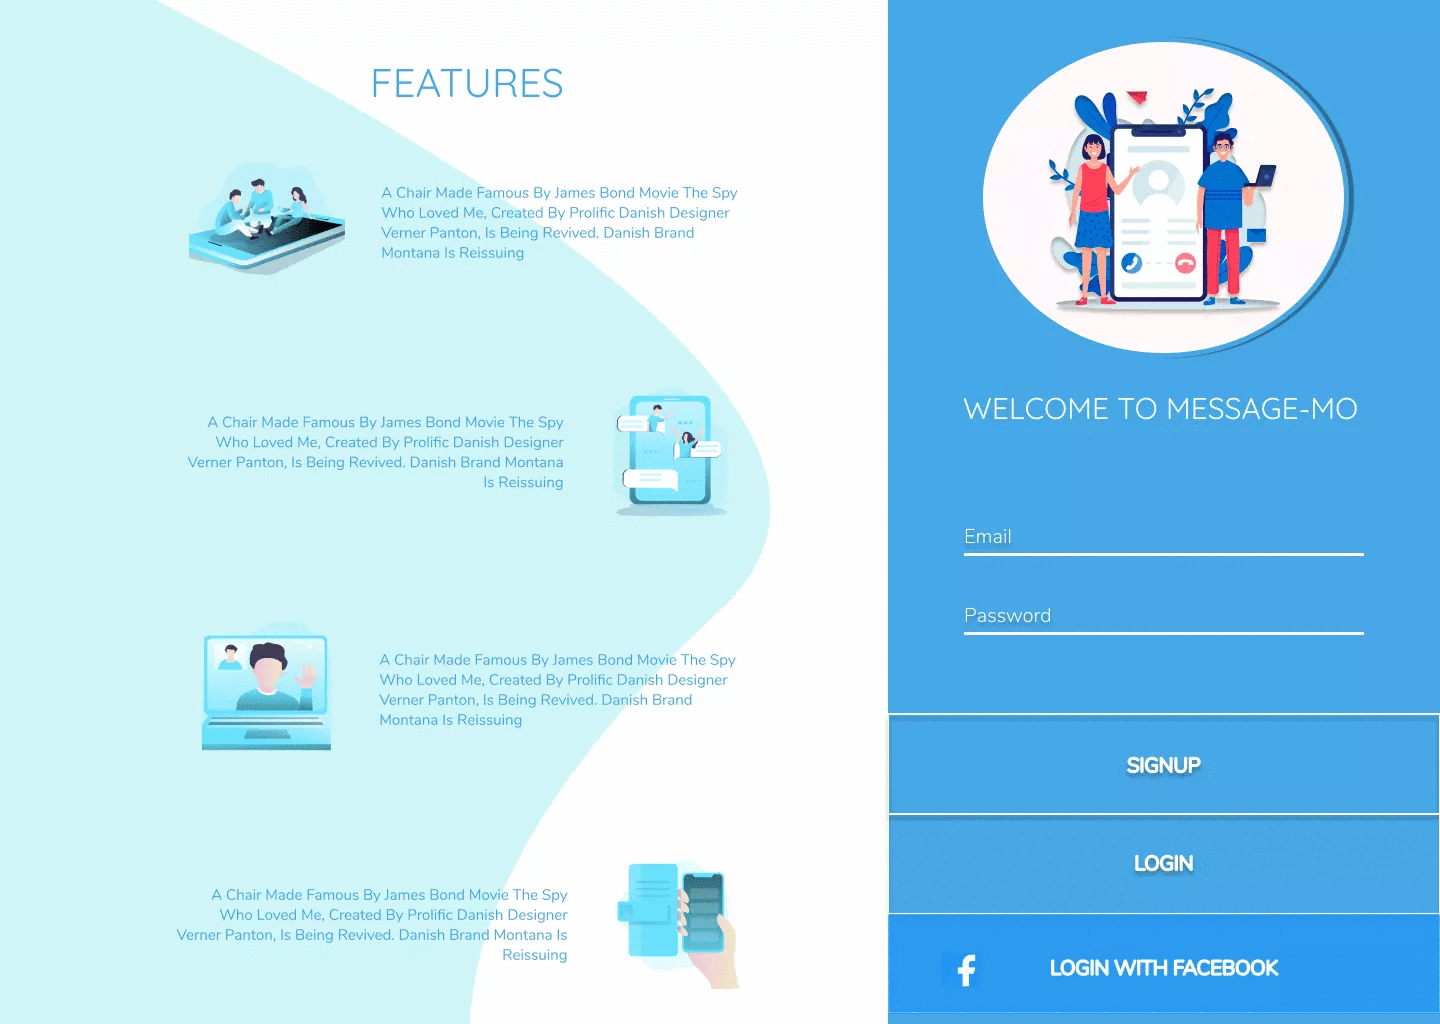 FEATURES
A Chair Made Famous By James Bond Movie The Spy
Who Loved Me, Created By Prolific Danish Designer
Verner Panton, Is Being Revived. Danish Brand
Montana Is Reissuing
A Chair Made Famous By James Bond Movie The Spy
Who Loved Me, Created By Prolific Danish Designer
Verner Panton, Is Being Revived. Danish Brand Montana
Is Reissuing
A Chair Made Famous By James Bond Movie The Spy
Who Loved Me, Created By Prolific Danish Designer
Verner Panton, Is Being Revived. Danish Brand
Montana Is Reissuing
A Chair Made Famous By James Bond Movie The Spy
Who Loved Me, Created By Prolific Danish Designer
Verner Panton, Is Being Revived. Danish Brand Montana Is
Reissuing
WELCOME TO MESSAGE-MO
Email
Password
SIGNUP
LOGIN
LOGIN WITH FACEBOOK